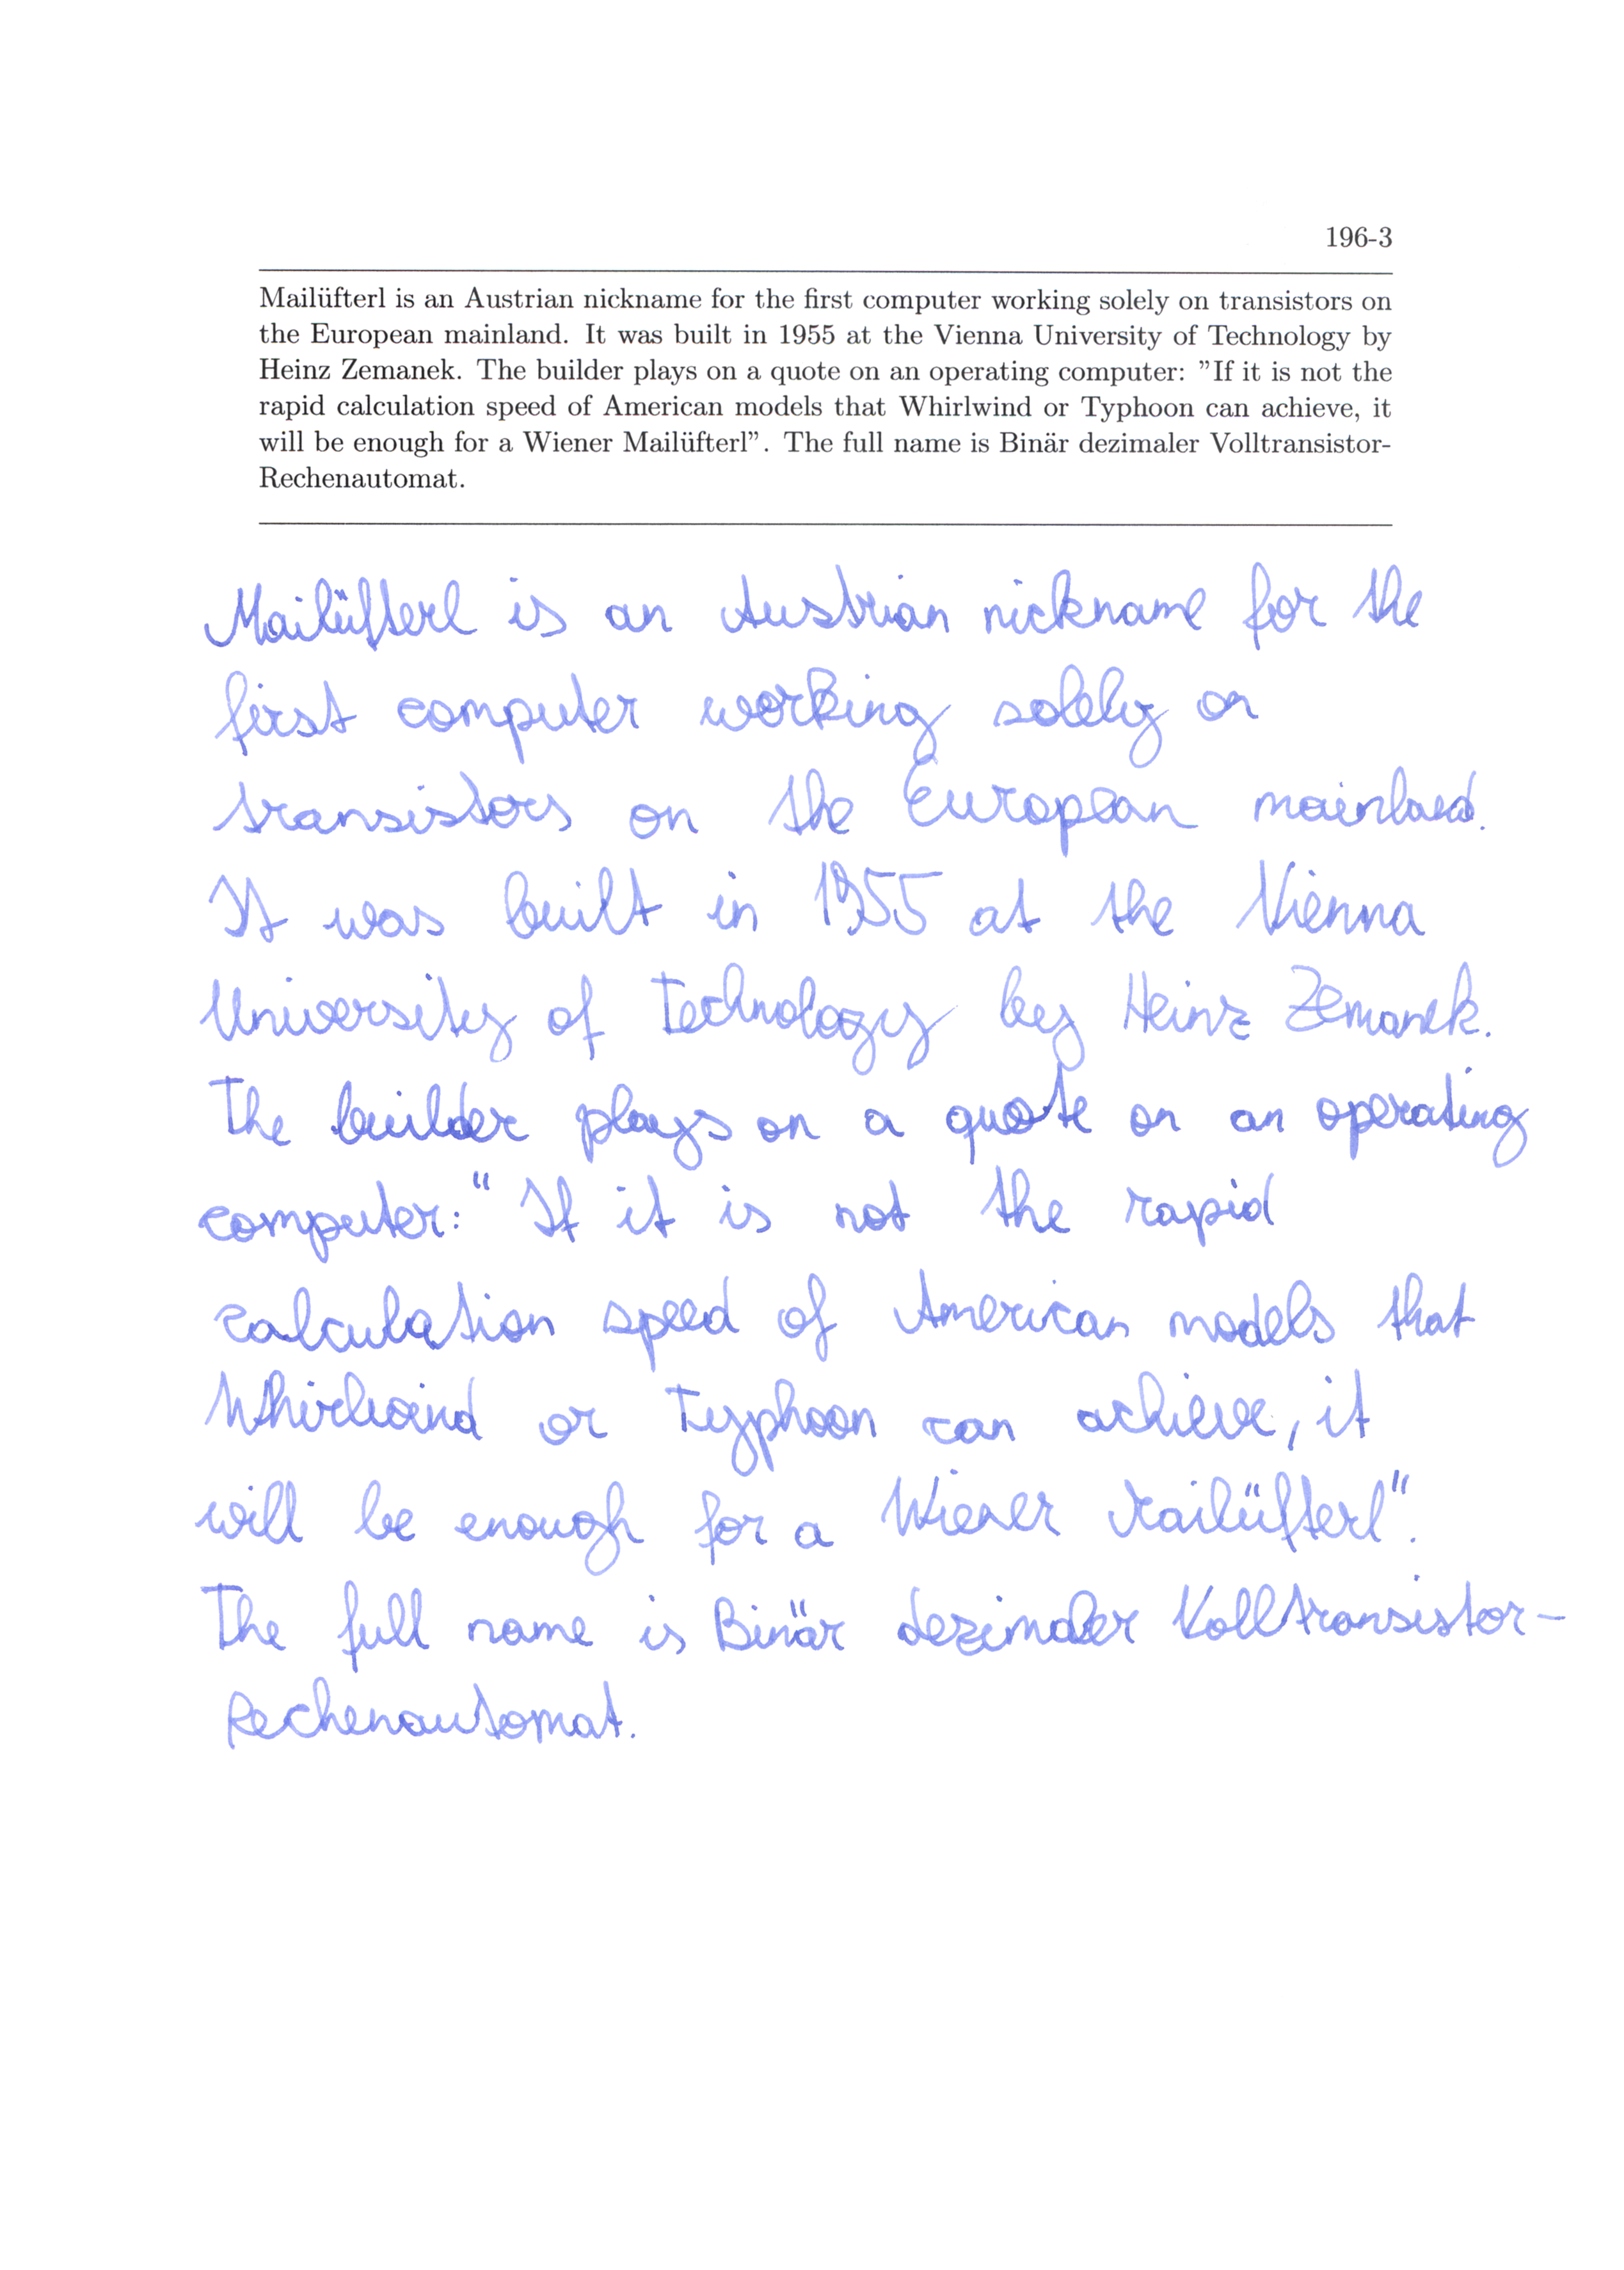 196-3
Mailüfterl is an Austrian nickname for the first computer working solely on transistors on
the European mainland. It was built in 1955 at the Vienna University of Technology by
Heinz Zemanek. The builder plays on a quote on an operating computer: ”If it is not the
rapid calculation speed of American models that Whirlwind or Typhoon can achieve, it
will be enough for a Wiener Mailüfterl”. The full name is Binär dezimaler Volltransistor-
Rechenautomat.
Mailüfterl is an Austrian nickname for the
first computer working solely on
transistors on the European mainland.
It was built in 1955 at the Vienna
University of Technology by Heinz Zemanek.
The builder plays on a quote on an operating
computer: "If it is not the rapid
calculation speed of American models that
Whirlwind or Typhoon can achieve, it
will be enough for a Wiener Mailüfterl".
The full name is Binär dezimaler Volltransistor-
Rechenautomat.